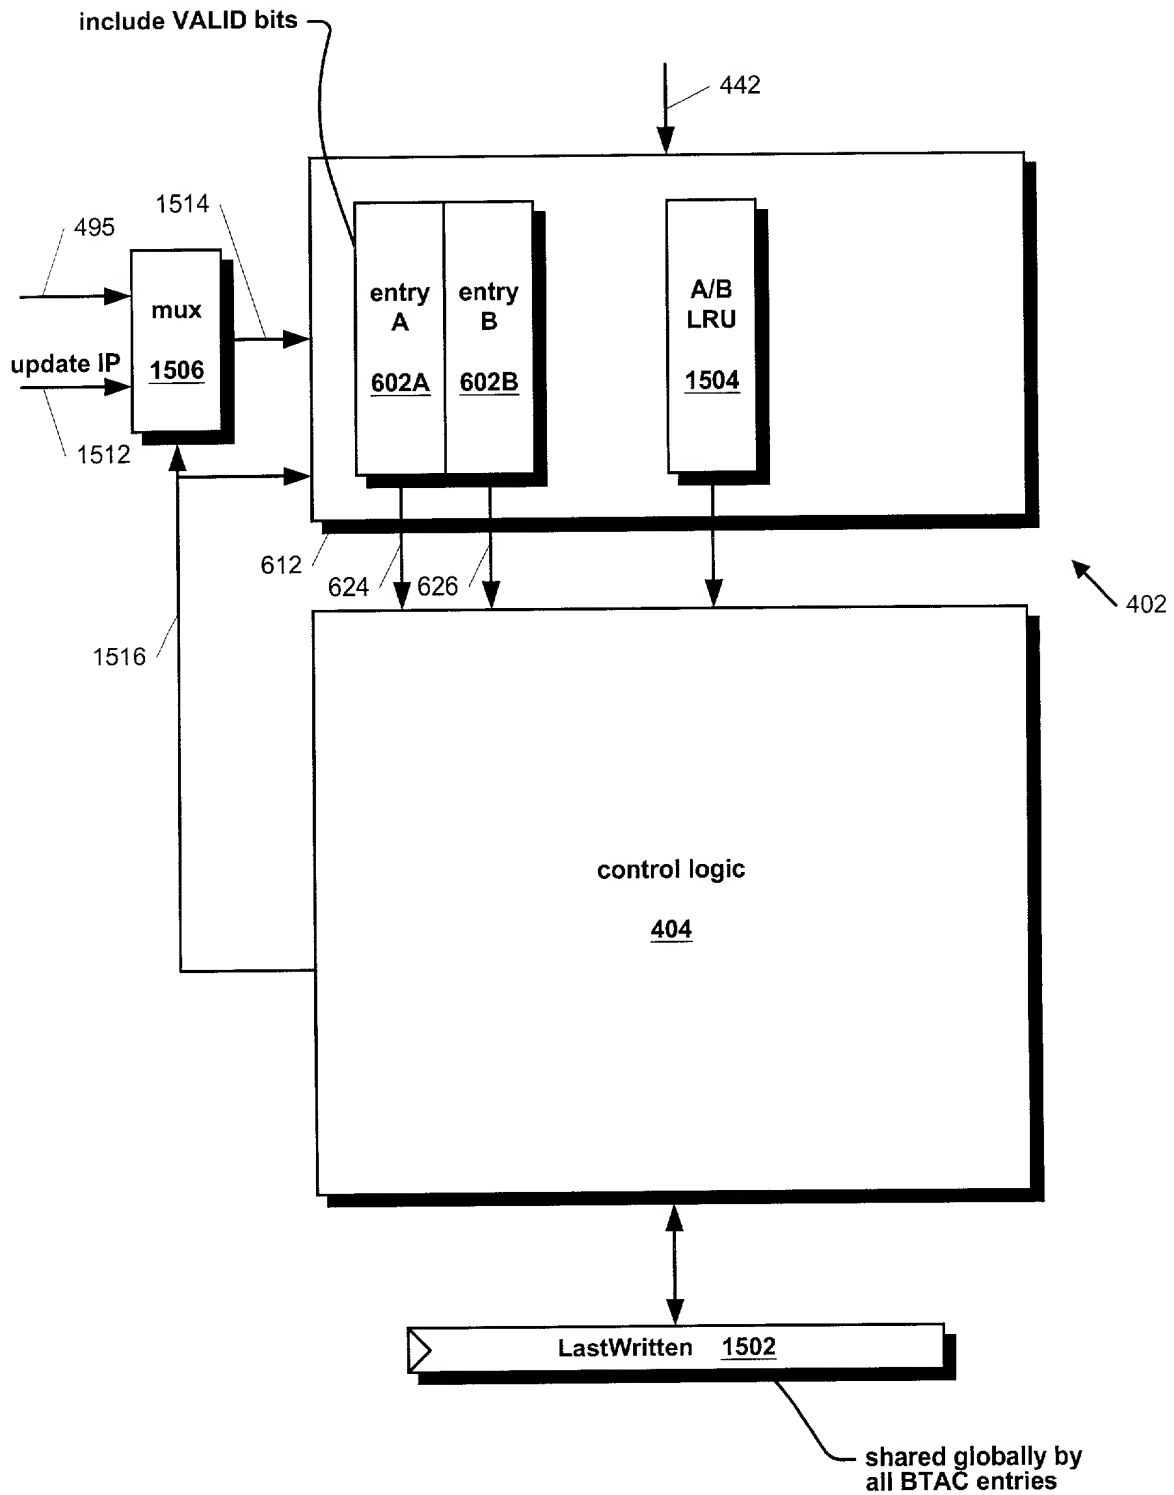 include VALID bits
442
1514
495
mux
1506
update IP
1512
entry
A
602A
entry
B
602B
A/B
LRU
1504
612
624
626
402
1516
control logic
404
LastWritten 1502
shared globally by
all BTAC entries